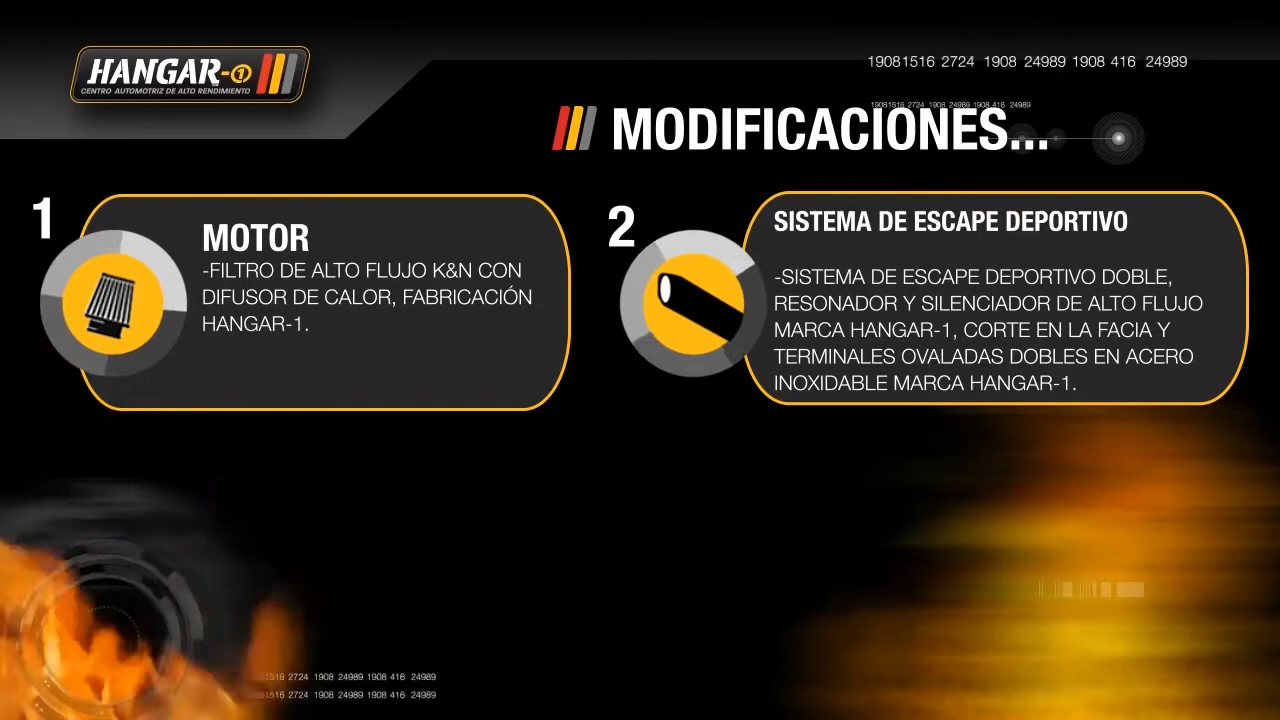 HANGAR-1
CENTRO AUTOMOTRIZ DE ALTO RENDIMIENTO
19081516 2724 1908 24989 1908 416 24989
19081516 2724 1908 24989 1908 416 24989
MODIFICACIONES...
1
MOTOR
-FILTRO DE ALTO FLUJO K&N CON
DIFUSOR DE CALOR, FABRICACIÓN
HANGAR-1.
2
SISTEMA DE ESCAPE DEPORTIVO
-SISTEMA DE ESCAPE DEPORTIVO DOBLE,
RESONADOR Y SILENCIADOR DE ALTO FLUJO
MARCA HANGAR-1, CORTE EN LA FACIA Y
TERMINALES OVALADAS DOBLES EN ACERO
INOXIDABLE MARCA HANGAR-1.
2724 1908 24989 1908 416 24989
2724 1908 24989 1908 416 24989